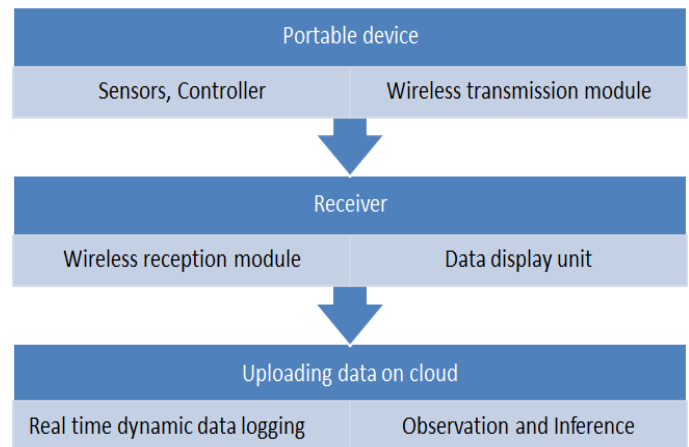 Portable device
Sensors, Controller
Wireless transmission module
Receiver
Wireless reception module
Data display unit
Uploading data on cloud
Real time dynamic data logging
Observation and Inference